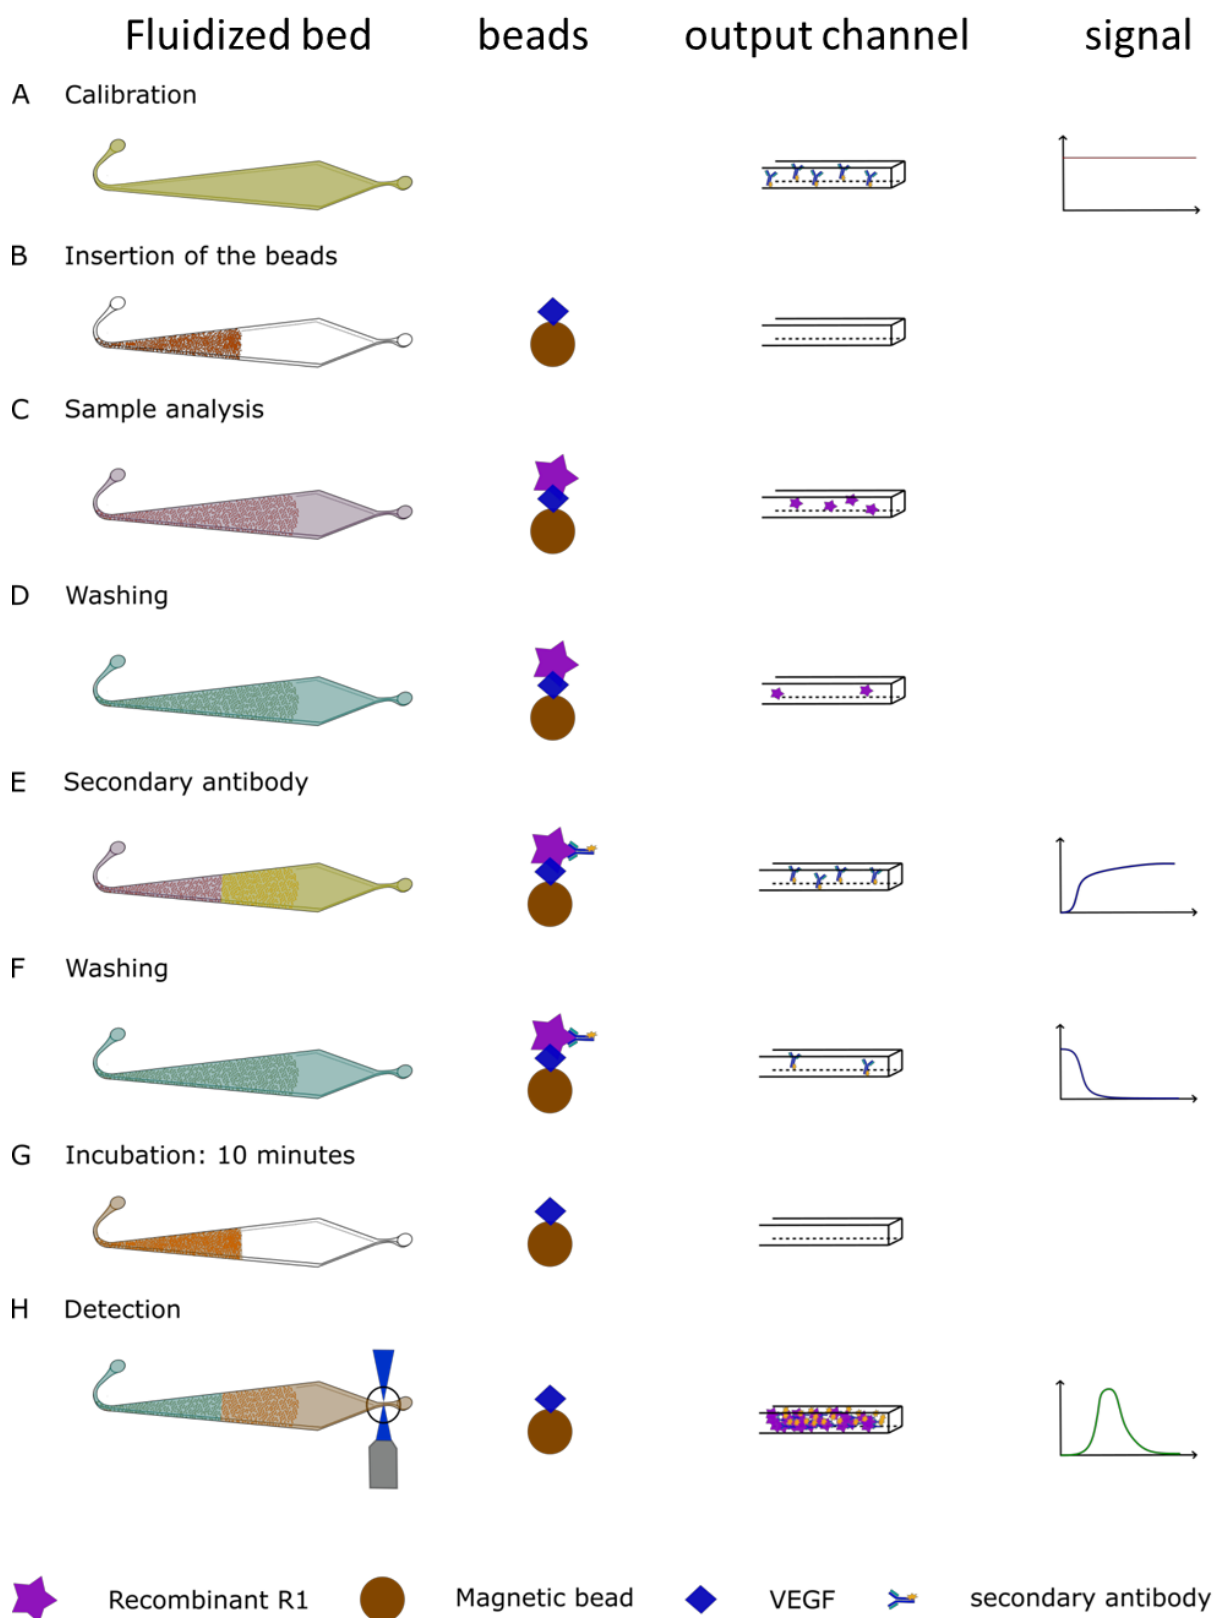 Fluidized bed beads output channel signal
A Calibration
B Insertion of the beads
C Sample analysis
D Washing
E Secondary antibody
F Washing
G Incubation: 10 minutes
H Detection
Recombinant R1 Magnetic bead VEGF secondary antibody